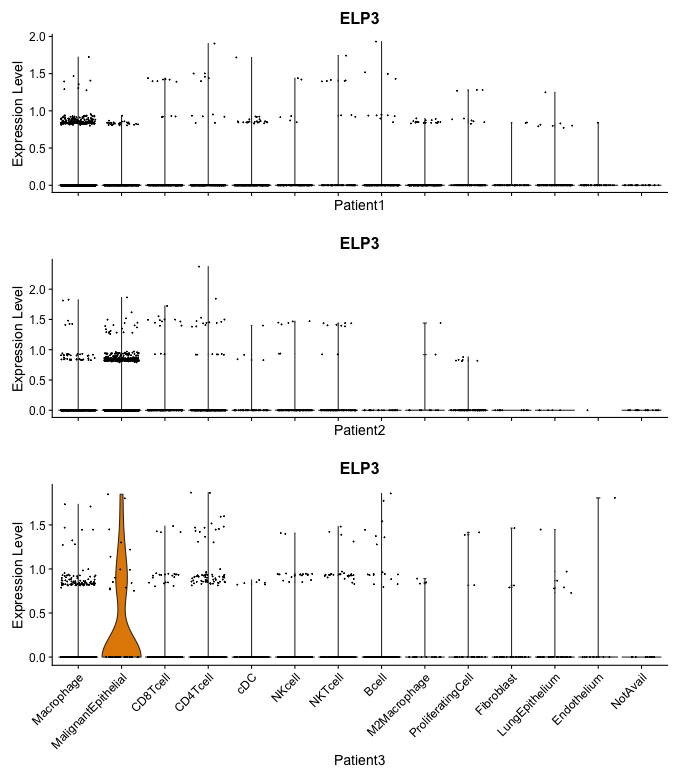 ELP3
Expression Level
2.0
1.5
1.0
0.5
0.0
Patient1
ELP3
Expression Level
2.0
1.5
1.0
0.5
0.0
Patient2
ELP3
Expression Level
1.5
1.0
0.5
0.0
Macrophage
MalignantEpithelial
CD8Tcell
CD4Tcell
cDC
NKcell
NKTcell
Bcell
M2Macrophage
ProliferatingCell
Fibroblast
LungEpithelium
Endothelium
NotAvail
Patient3